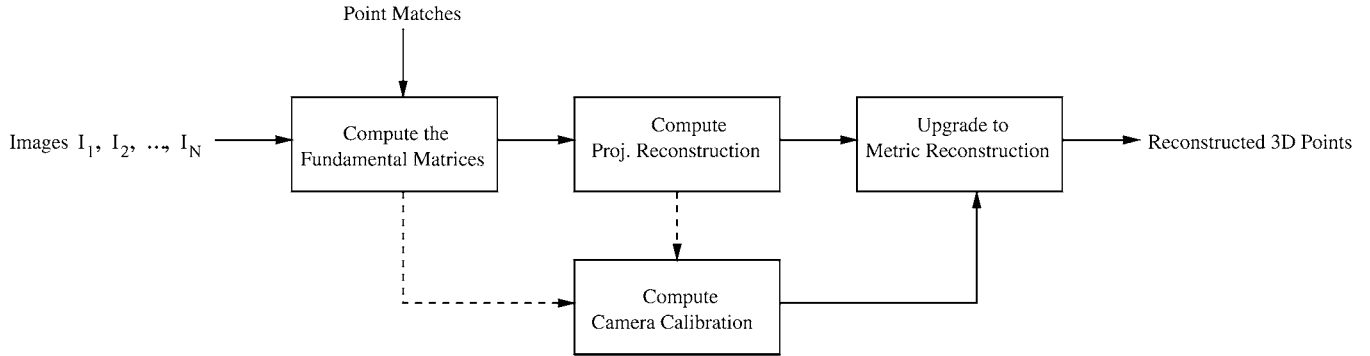 Point Matches
Images I1, I2, ..., IN
Compute the
Fundamental Matrices
Compute
Proj. Reconstruction
Upgrade to
Metric Reconstruction
Reconstructed 3D Points
Compute
Camera Calibration